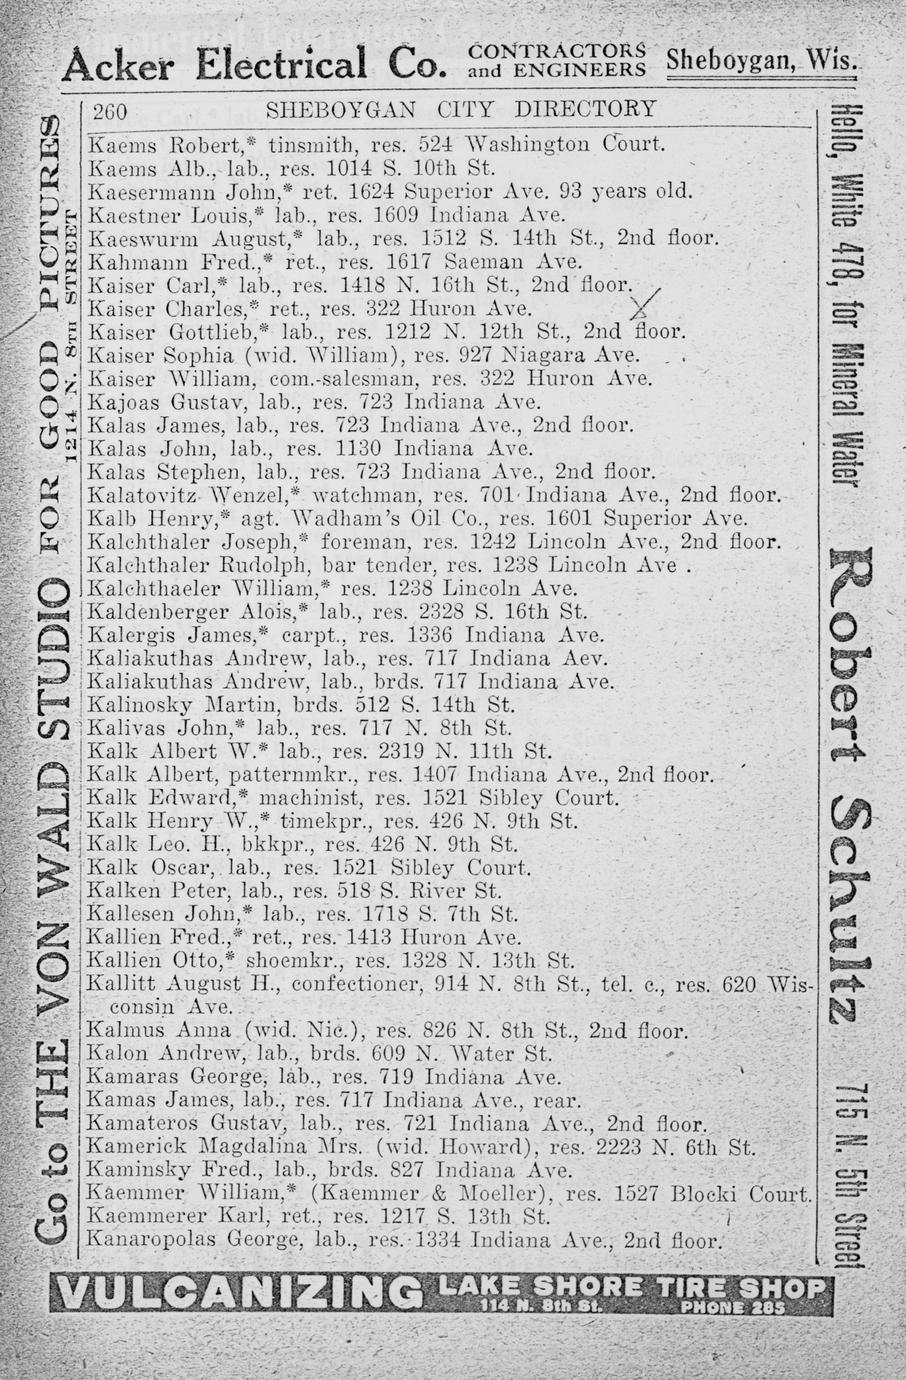 Acker Electrical Co. CONTRACTORS and ENGINEERS Sheboygan, Wis.
260 SHEBOYGAN CITY DIRECTORY
Kaems Robert,* tinsmith, res. 524 Washington Court.
Kaems Alb., lab., res. 1014 S. 10th St.
Kaesermann John,* ret. 1624 Superior Ave. 93 years old.
Kaestner Louis,* lab., res. 1609 Indiana Ave.
Kaeswurm August,* lab., res. 1512 S. 14th St., 2nd floor.
Kahmann Fred.,* ret., res. 1617 Saeman Ave.
Kaiser Carl,* lab., res. 1418 N. 16th St., 2nd floor.
Kaiser Charles,* ret., res. 322 Huron Ave.
Kaiser Gottlieb,* lab., res. 1212 N. 12th St., 2nd floor.
Kaiser Sophia (wid. William), res. 927 Niagara Ave.
Kaiser William, com.-salesman, res. 322 Huron Ave.
Kajoas Gustav, lab., res. 723 Indiana Ave.
Kalas James, lab., res. 723 Indiana Ave., 2nd floor.
Kalas John, lab., res. 1130 Indiana Ave.
Kalas Stephen, lab., res. 723 Indiana Ave., 2nd floor.
Kalatovitz Wenzel,* watchman, res. 701 Indiana Ave., 2nd floor.
Kalb Henry,* agt. Wadham's Oil Co., res. 1601 Superior Ave.
Kalchthaler Joseph,* foreman, res. 1242 Lincoln Ave., 2nd floor.
Kalchthaler Rudolph, bar tender, res. 1238 Lincoln Ave .
Kalchthaeler William,* res. 1238 Lincoln Ave.
Kaldenberger Alois,* lab., res. 2328 S. 16th St.
Kalergis James,* carpt., res. 1336 Indiana Ave.
Kaliakuthas Andrew, lab., res. 717 Indiana Aev.
Kaliakuthas Andrew, lab., brds. 717 Indiana Ave.
Kalinosky Martin, brds. 512 S. 14th St.
Kalivas John,* lab., res. 717 N. 8th St.
Kalk Albert W.* lab., res. 2319 N. 11th St.
Kalk Albert, patternmkr., res. 1407 Indiana Ave., 2nd floor.
Kalk Edward,* machinist, res. 1521 Sibley Court.
Kalk Henry W.,* timekpr., res. 426 N. 9th St.
Kalk Leo. H., bkkpr., res. 426 N. 9th St.
Kalk Oscar, lab., res. 1521 Sibley Court.
Kalken Peter, lab., res. 518 S. River St.
Kallesen John,* lab., res. 1718 S. 7th St.
Kallien Fred.,* ret., res. 1413 Huron Ave.
Kallien Otto,* shoemkr., res. 1328 N. 13th St.
Kallitt August H., confectioner, 914 N. 8th St., tel. c., res. 620 Wis-
consin Ave.
Kalmus Anna (wid. Nic.), res. 826 N. 8th St., 2nd floor.
Kalon Andrew, lab., brds. 609 N. Water St.
Kamaras George, lab., res. 719 Indiana Ave.
Kamas James, lab., res. 717 Indiana Ave., rear.
Kamateros Gustav, lab., res. 721 Indiana Ave., 2nd floor.
Kamerick Magdalina Mrs. (wid. Howard), res. 2223 N. 6th St.
Kaminsky Fred., lab., brds. 827 Indiana Ave.
Kaemmer William,* (Kaemmer & Moeller), res. 1527 Blocki Court.
Kaemmerer Karl, ret., res. 1217 S. 13th St.
Kanaropolas George, lab., res. 1334 Indiana Ave., 2nd floor.
Go to THE VON WALD STUDIO FOR GOOD PICTURES
1214 N. 8TH STREET
Hello, White 478, for Mineral Water Robert Schultz 715 N. 5th Street
VULCANIZING LAKE SHORE TIRE SHOP
114 N. 8th St. PHONE 285